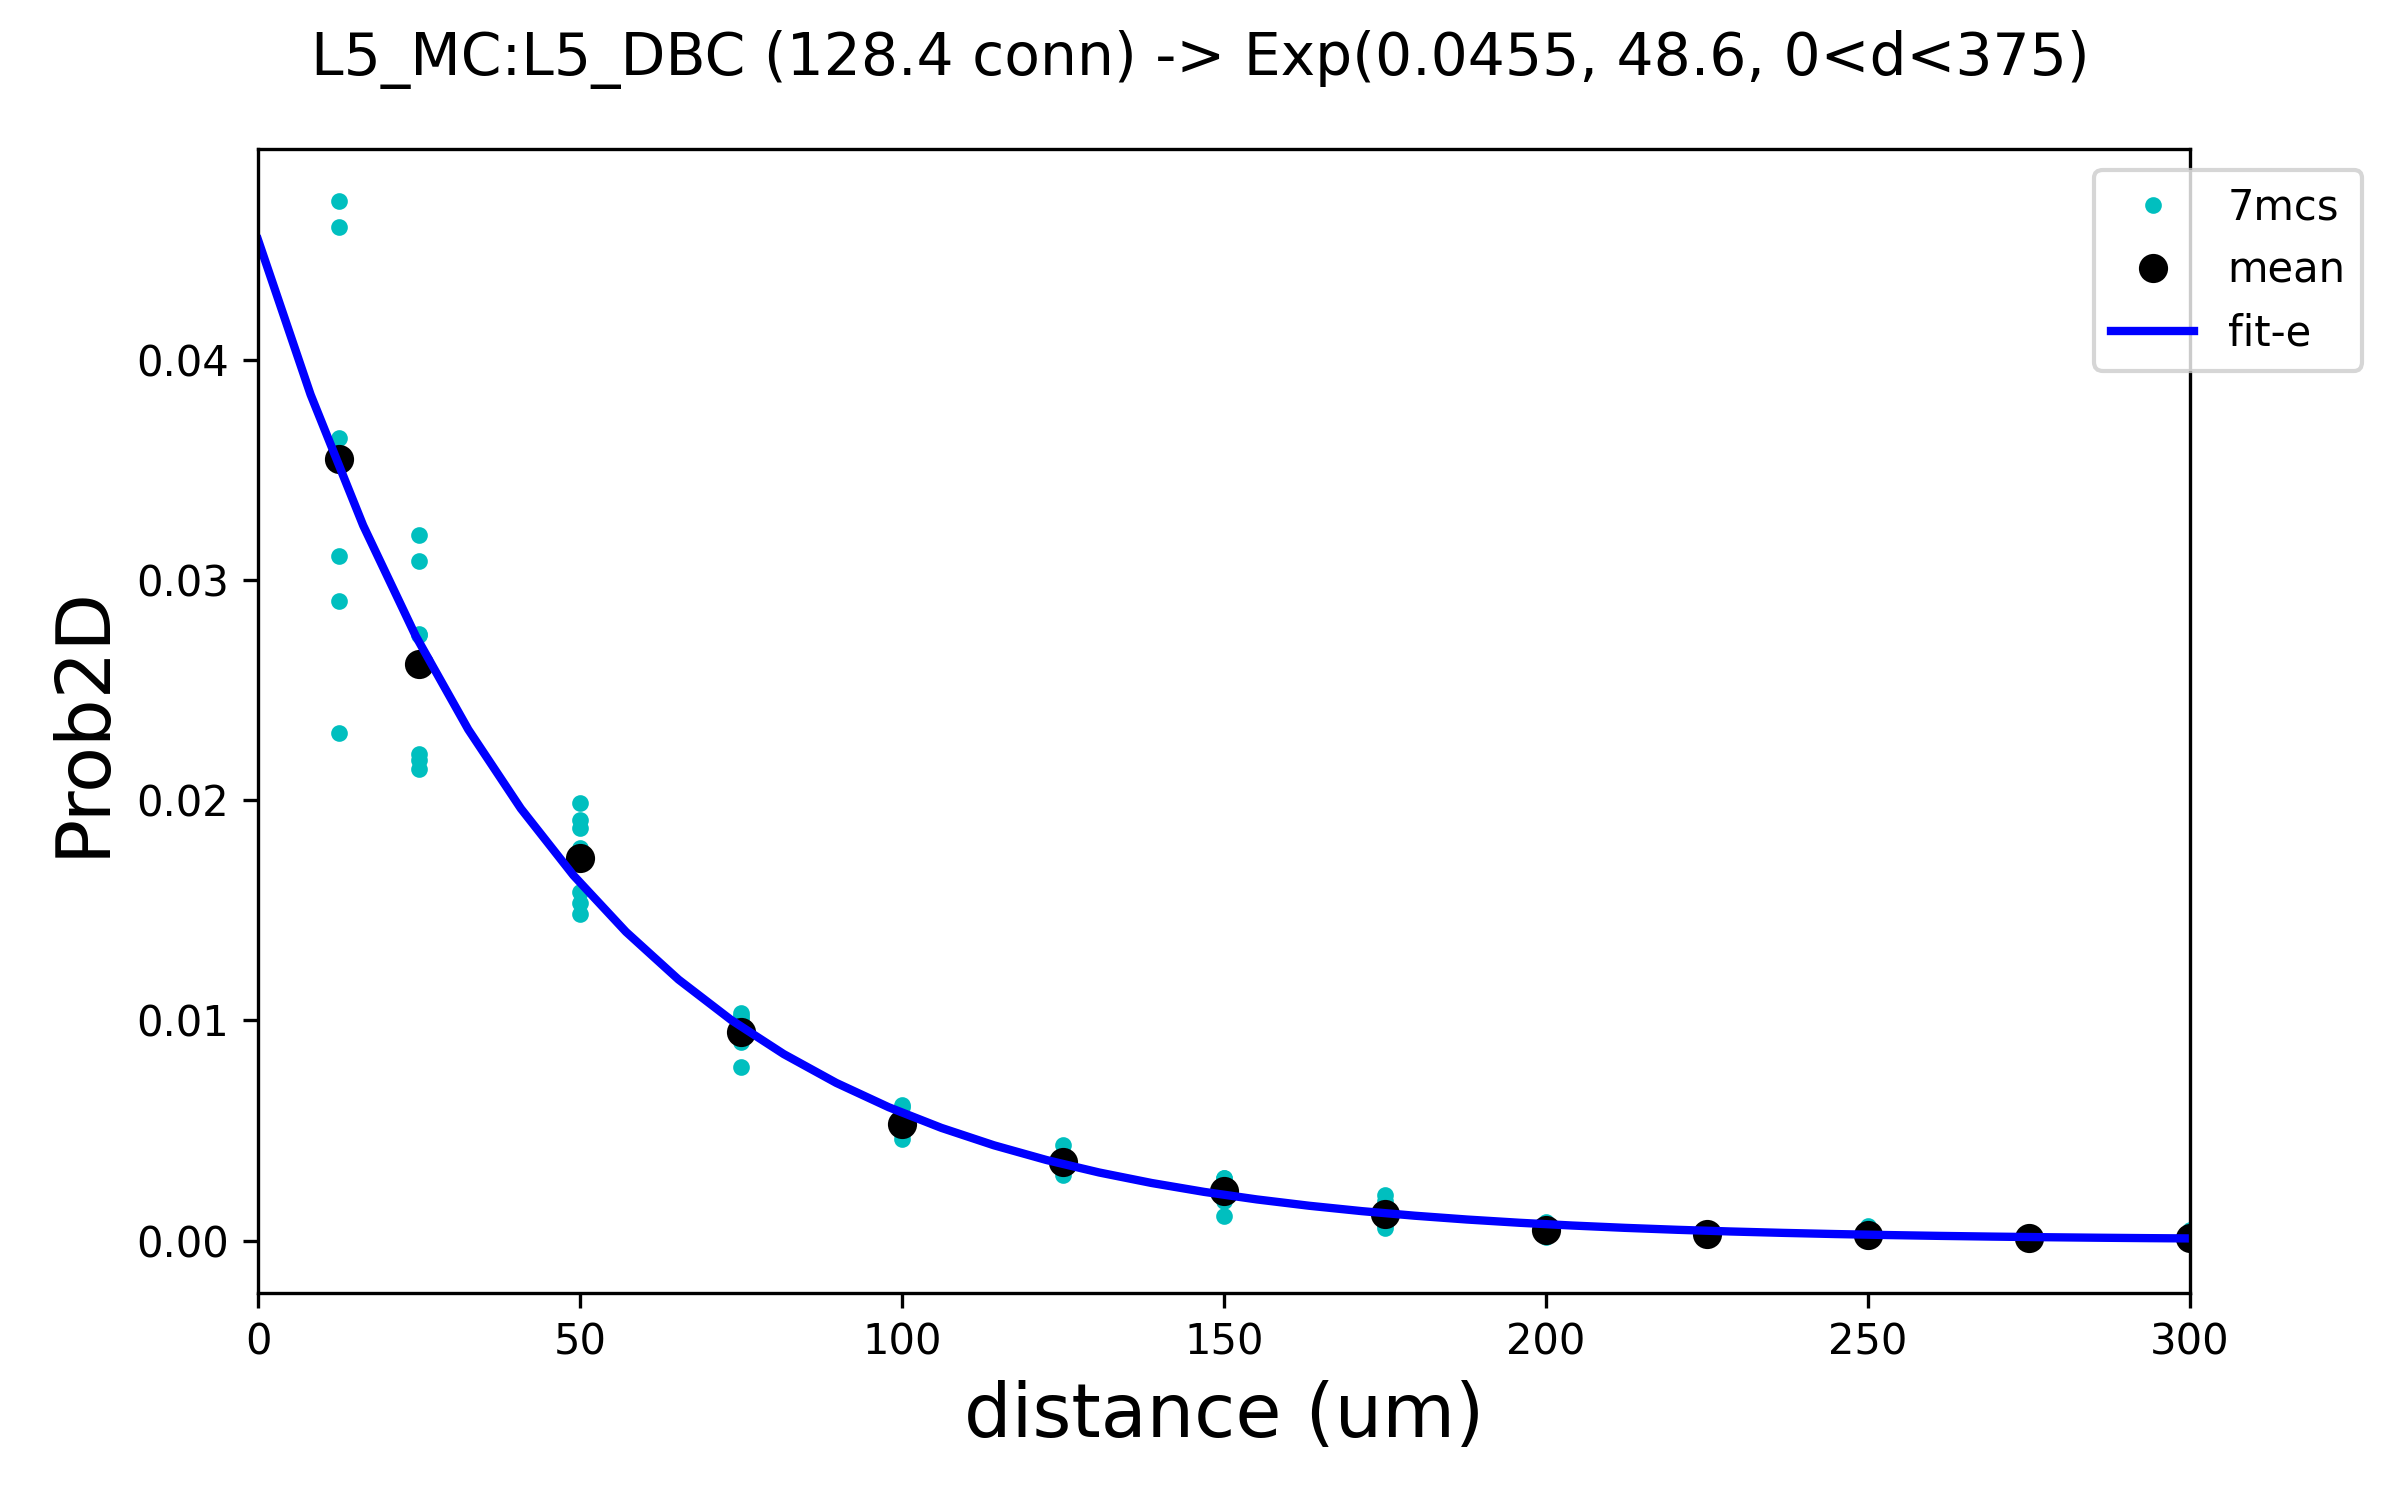 L5_MC:L5_DBC (128.4 conn) -> Exp(0.0455, 48.6, 0<d<375)
7mcs
mean
fit-e
Prob2D
0.04
0.03
0.02
0.01
0.00
0 50 100 150 200 250 300
distance (um)